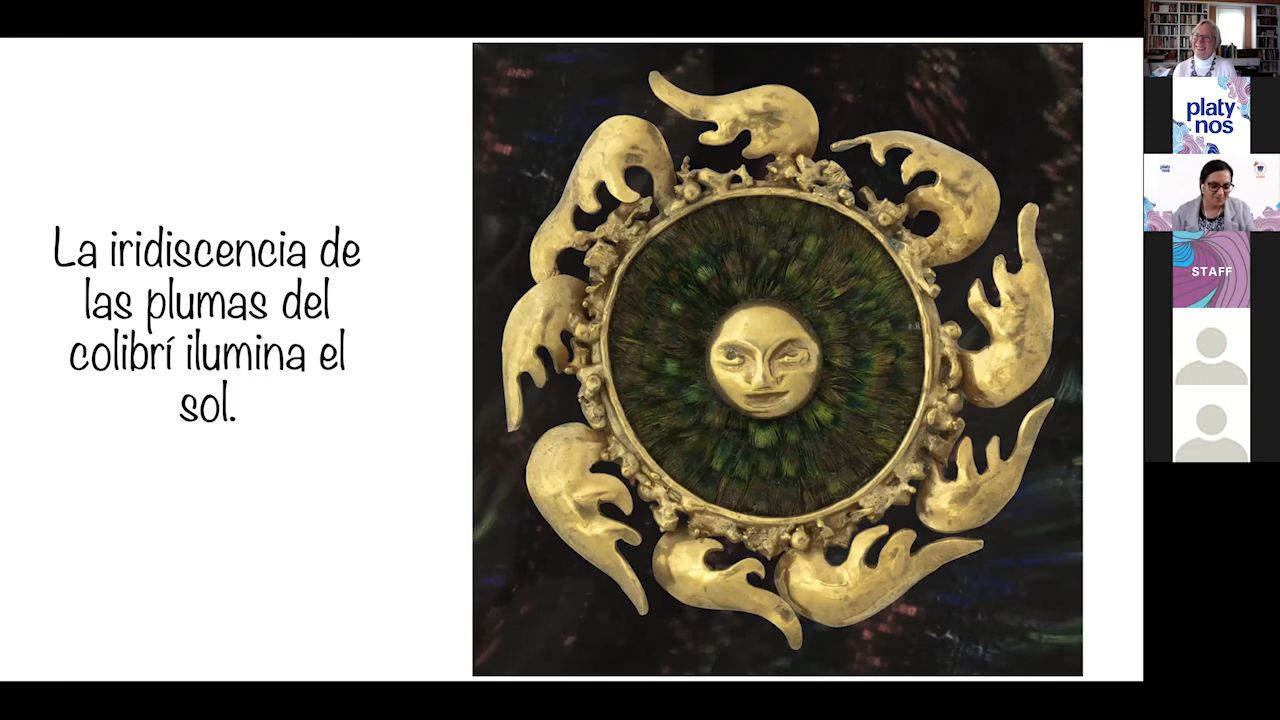 La iridiscencia de
las plumas del
colibrí ilumina el
sol.
platy
nos
STAFF